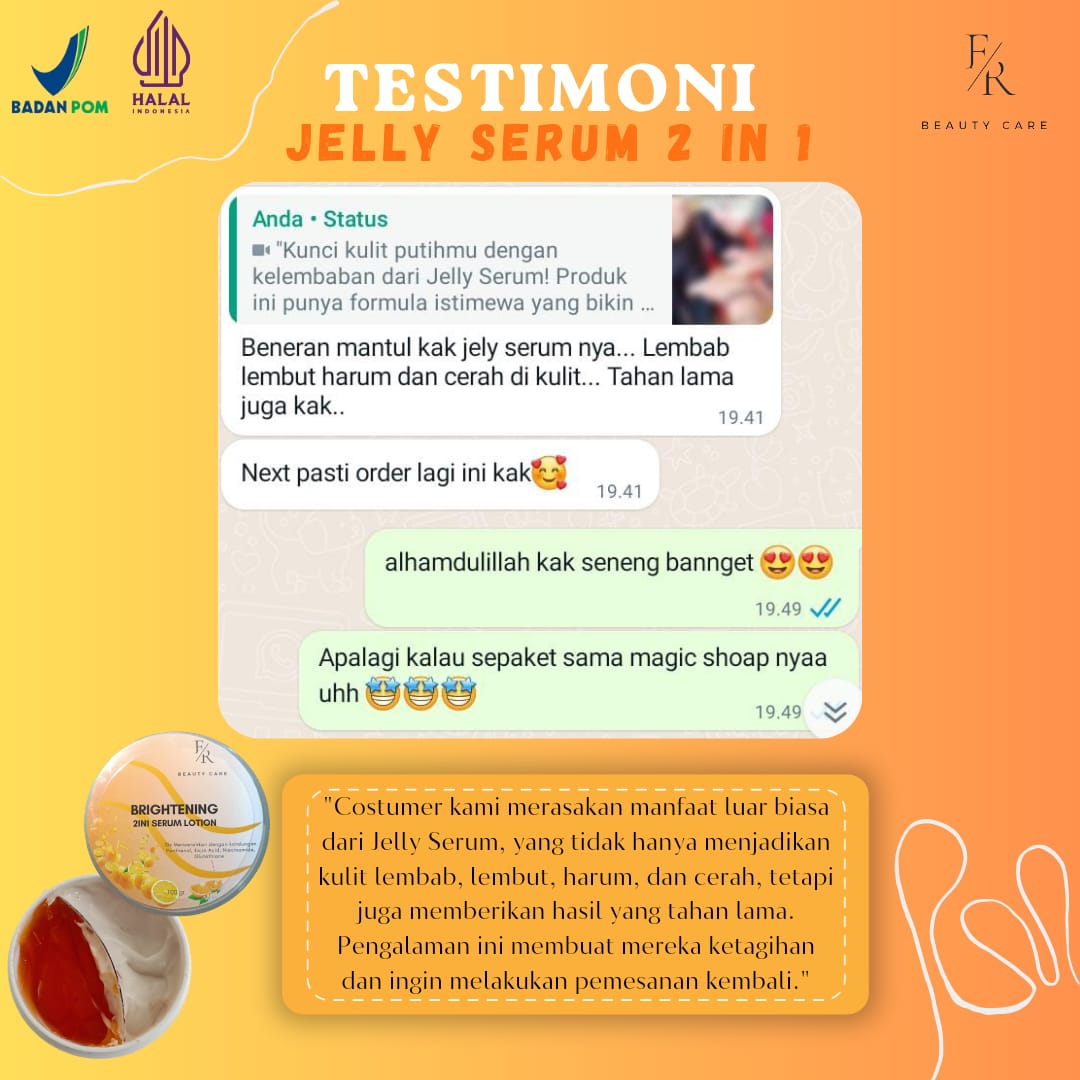 BADAN POM
HALAL
INDONESIA
F/R
BEAUTY CARE
TESTIMONI
JELLY SERUM 2 IN 1
Anda • Status
"Kunci kulit putihmu dengan
kelembaban dari Jelly Serum! Produk
ini punya formula istimewa yang bikin ...
Beneran mantul kak jely serum nya... Lembab
lembut harum dan cerah di kulit... Tahan lama
juga kak..
19.41
Next pasti order lagi ini kak🥰
19.41
alhamdulillah kak seneng bannget 😍😍
19.49
Apalagi kalau sepaket sama magic shoap nyaa
uhh 🤩🤩🤩
19.49
F/R
BEAUTY CARE
BRIGHTENING
2IN1 SERUM LOTION
Glutathione
100 gr
"Costumer kami merasakan manfaat luar biasa
dari Jelly Serum, yang tidak hanya menjadikan
kulit lembab, lembut, harum, dan cerah, tetapi
juga memberikan hasil yang tahan lama.
Pengalaman ini membuat mereka ketagihan
dan ingin melakukan pemesanan kembali."